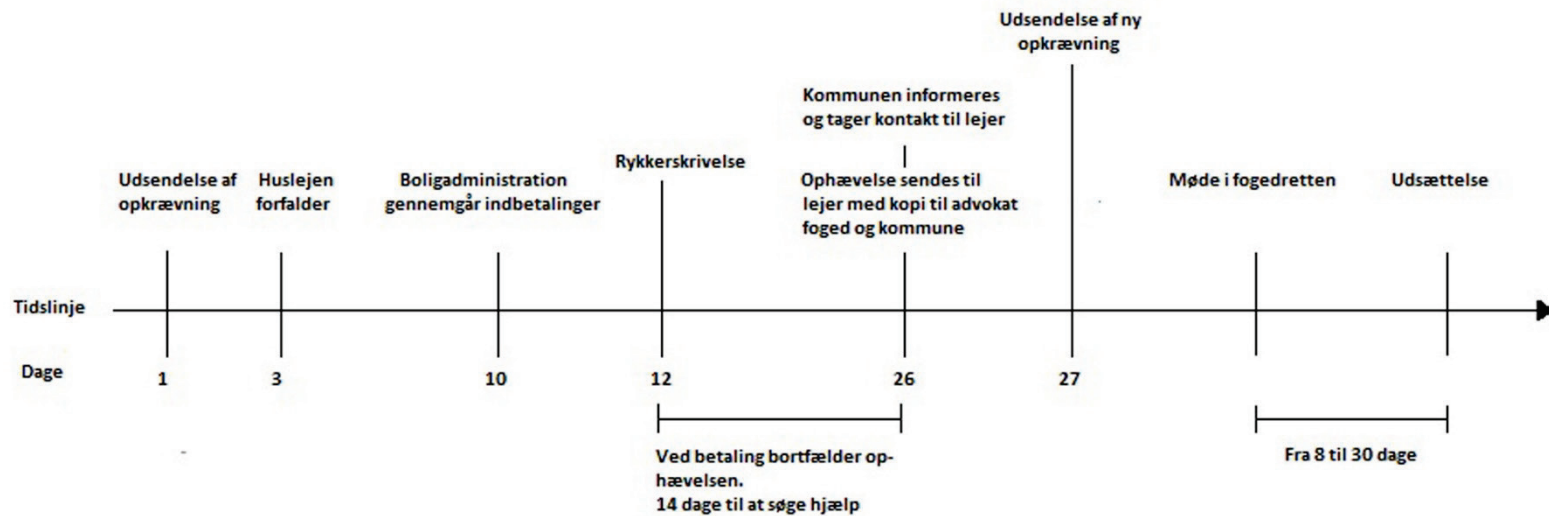 Udsendelse af ny
opkrævning
Kommunen informeres
og tager kontakt til lejer
Rykkerskrivelse
Udsendelse af
opkrævning
Huslejen
forfalder
Boligadministration
gennemgår indbetalinger
Ophævelse sendes til
lejer med kopi til advokat
foged og kommune
Møde i fogedretten
Udsættelse
Tidslinje
Dage
1
3
10
12
26
27
Ved betaling bortfælder op-
hævelsen.
14 dage til at søge hjælp
Fra 8 til 30 dage